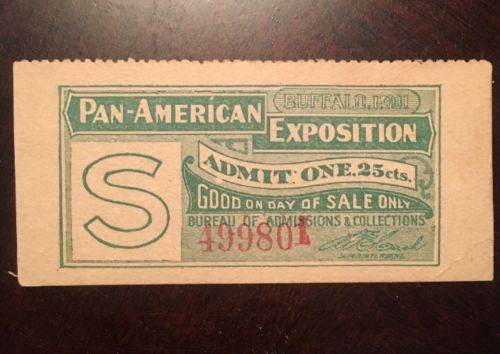 BUFFALO, 1901
PAN-AMERICAN
EXPOSITION
S
ADMIT ONE, 25cts.
GOOD ON DAY OF SALE ONLY
BUREAU OF ADMISSIONS & COLLECTIONS
499801
SUPERINTENDENT